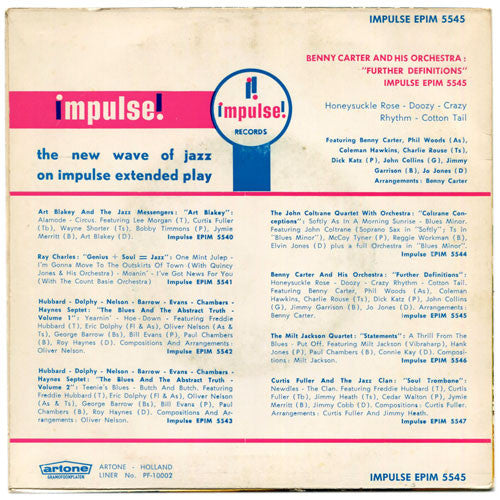 IMPULSE EPIM 5545
BENNY CARTER AND HIS ORCHESTRA :
"FURTHER DEFINITIONS"
IMPULSE EPIM 5545
Honeysuckle Rose - Doozy - Crazy
Rhythm - Cotton Tail
Featuring Benny Carter, Phil Woods (As),
Coleman Hawkins, Charlie Rouse (Ts),
Dick Katz (P), John Collins (G), Jimmy
Garrison (B), Jo Jones (D)
Arrangements : Benny Carter
impulse!
i!
impulse!
RECORDS
the new wave of jazz
on impulse extended play
Art Blakey And The Jazz Messengers : "Art Blakey":
Alamode - Circus. Featuring Lee Morgan (T), Curtis Fuller
(Tb), Wayne Shorter (Ts), Bobby Timmons (P), Jymie
Merritt (B), Art Blakey (D). Impulse EPIM 5540
Ray Charles: "Genius + Soul = Jazz": One Mint Julep -
I'm Gonna Move To The Outskirts Of Town (With Quincy
Jones & His Orchestra) - Moanin' - I've Got News For You
(With The Count Basie Orchestra) Impulse EPIM 5541
Hubbard - Dolphy - Nelson - Barrow - Evans - Chambers -
Haynes Septet: "The Blues And The Abstract Truth -
Volume 1": Yearnin' - Hoe - Down - Featuring Freddie
Hubbard (T), Eric Dolphy (Fl & As), Oliver Nelson (As &
Ts), George Barrow (Bs), Bill Evans (P), Paul Chambers
(B), Roy Haynes (D). Compositions And Arrangements :
Oliver Nelson. Impulse EPIM 5542
Hubbard - Dolphy - Nelson - Barrow - Evans - Chambers -
Haynes Septet : "The Blues And The Abstract Truth -
Volume 2": Teenie's Blues - Butch And Butch. Featuring
Freddie Hubbard (T), Eric Dolphy (Fl & As), Oliver Nelson
(As & Ts), George Barrow (Bs), Bill Evans (P), Paul
Chambers (B), Roy Haynes (D). Compositions And Ar-
rangements: Oliver Nelson. Impulse EPIM 5543
The John Coltrane Quartet With Orchestra : "Coltrane Con-
ceptions": Softly As In A Morning Sunrise - Blues Minor.
Featuring John Coltrane (Soprano Sax in "Softly"; Ts In
"Blues Minor"), McCoy Tyner (P), Reggie Workman (B),
Elvin Jones (D) plus a full Orchestra in "Blues Minor".
Impulse EPIM 5544
Benny Carter And His Orchestra : "Further Definitions":
Honeysuckle Rose - Doozy - Crazy Rhythm - Cotton Tail.
Featuring Benny Carter, Phil Woods (As), Coleman
Hawkins, Charlie Rouse (Ts), Dick Katz (P), John Collins
(G), Jimmy Garrison (B), Jo Jones (D). Arrangements:
Benny Carter. Impulse EPIM 5545
The Milt Jackson Quartet : "Statements": A Thrill From The
Blues - Put Off. Featuring Milt Jackson (Vibraharp), Hank
Jones (P), Paul Chambers (B), Connie Kay (D). Composi-
tions : Milt Jackson. Impulse EPIM 5546
Curtis Fuller And The Jazz Clan: "Soul Trombone":
Newdles - The Clan. Featuring Freddie Hubbard (T), Curtis
Fuller (Tb), Jimmy Heath (Ts), Cedar Walton (P), Jymie
Merritt (B), Jimmy Cobb (D). Compositions: Curtis Fuller.
Arrangements : Curtis Fuller and Jimmy Heath.
Impulse EPIM 5547
artone
GRAMOFOONPLATEN
ARTONE - HOLLAND
LINER No. PF-10002
IMPULSE EPIM 5545